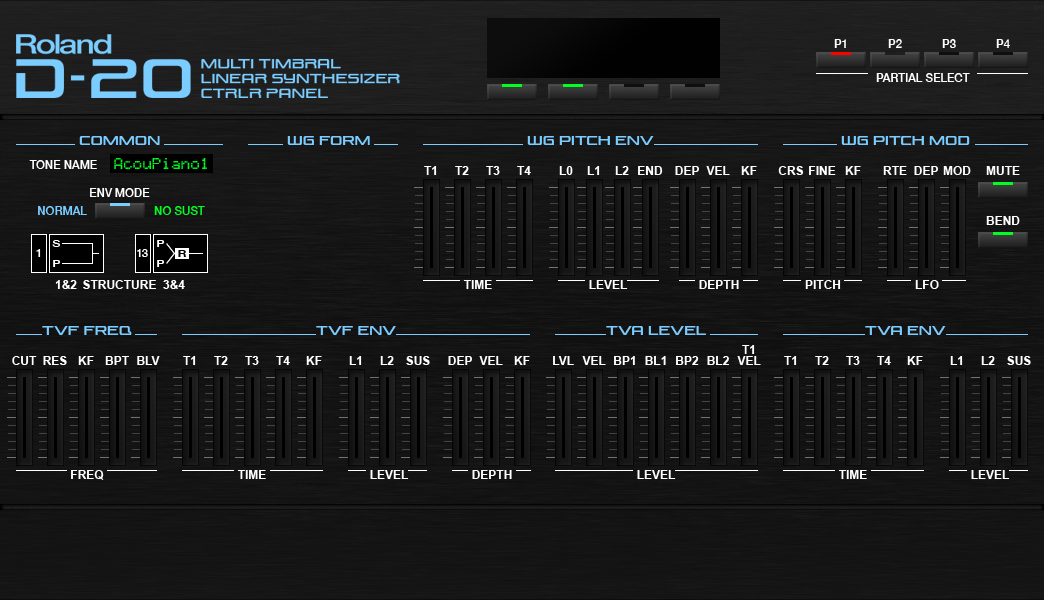 Roland
D-20 MULTI TIMBRAL
LINEAR SYNTHESIZER
CTRLR PANEL
P1 P2 P3 P4
PARTIAL SELECT
COMMON WG FORM WG PITCH ENV WG PITCH MOD
TONE NAME AcouPiano1
ENV MODE
NORMAL NO SUST
1 S P 13 P P R
1&2 STRUCTURE 3&4
T1 T2 T3 T4 L0 L1 L2 END DEP VEL KF CRS FINE KF RTE DEP MOD MUTE
BEND
TIME LEVEL DEPTH PITCH LFO
TVF FREQ TVF ENV TVA LEVEL TVA ENV
CUT RES KF BPT BLV T1 T2 T3 T4 KF L1 L2 SUS DEP VEL KF LVL VEL BP1 BL1 BP2 BL2 T1 VEL T1 T2 T3 T4 KF L1 L2 SUS
FREQ TIME LEVEL DEPTH LEVEL TIME LEVEL